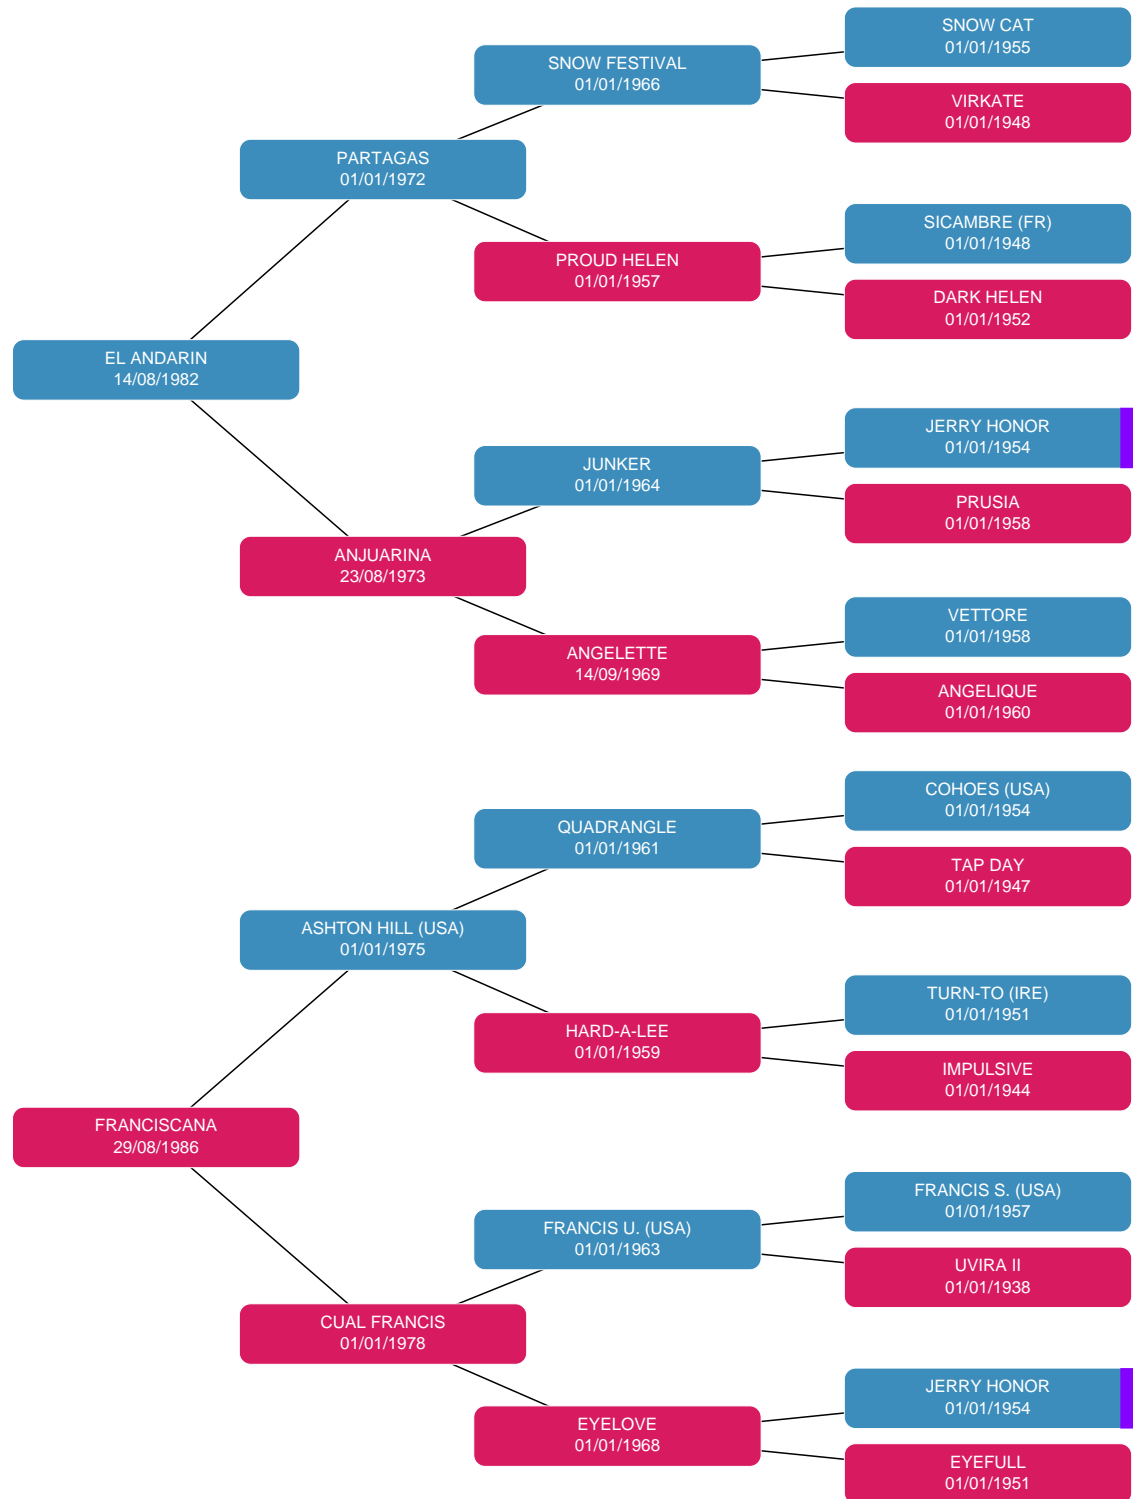 SNOW CAT
01/01/1955
SNOW FESTIVAL
01/01/1966
VIRKATE
01/01/1948
PARTAGAS
01/01/1972
SICAMBRE (FR)
01/01/1948
PROUD HELEN
01/01/1957
DARK HELEN
01/01/1952
EL ANDARIN
14/08/1982
JERRY HONOR
01/01/1954
JUNKER
01/01/1964
PRUSIA
01/01/1958
ANJUARINA
23/08/1973
VETTORE
01/01/1958
ANGELETTE
14/09/1969
ANGELIQUE
01/01/1960
COHOES (USA)
01/01/1954
QUADRANGLE
01/01/1961
TAP DAY
01/01/1947
ASHTON HILL (USA)
01/01/1975
TURN-TO (IRE)
01/01/1951
HARD-A-LEE
01/01/1959
IMPULSIVE
01/01/1944
FRANCISCANA
29/08/1986
FRANCIS S. (USA)
01/01/1957
FRANCIS U. (USA)
01/01/1963
UVIRA II
01/01/1938
CUAL FRANCIS
01/01/1978
JERRY HONOR
01/01/1954
EYELOVE
01/01/1968
EYEFULL
01/01/1951